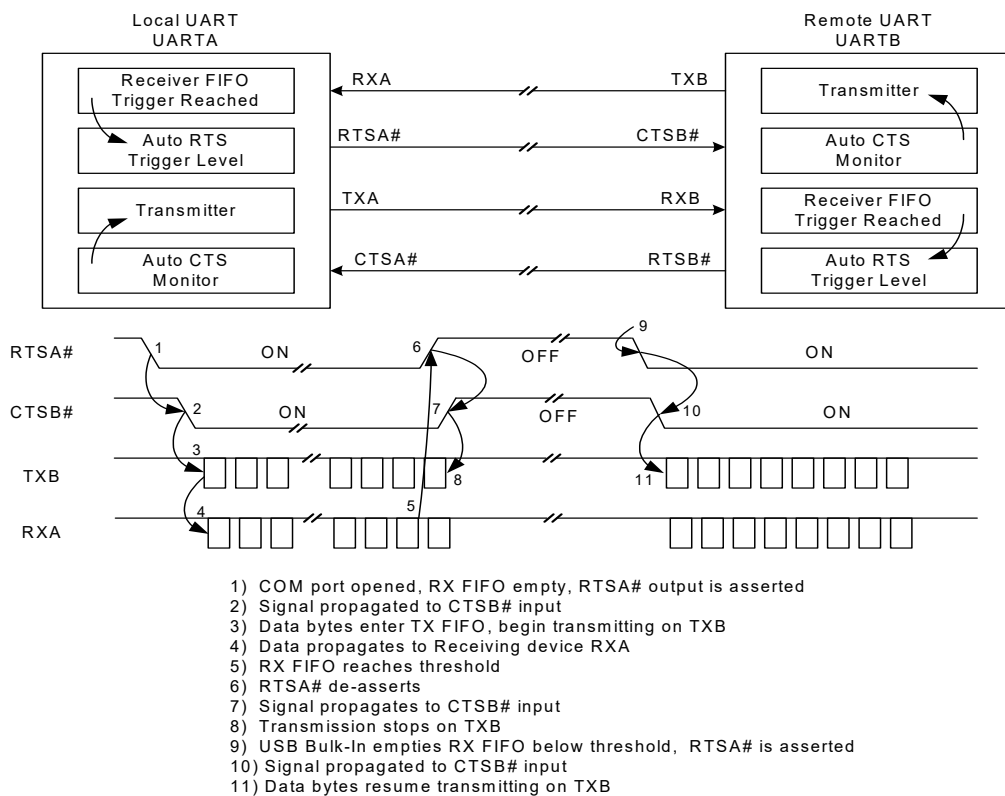 Local UART
UARTA
Remote UART
UARTB
Receiver FIFO
Trigger Reached
RXA
TXB
Transmitter
Auto RTS
Trigger Level
RTSA#
CTSB#
Auto CTS
Monitor
Transmitter
TXA
RXB
Receiver FIFO
Trigger Reached
Auto CTS
Monitor
CTSA#
RTSB#
Auto RTS
Trigger Level
RTSA#
1
ON
6
OFF
9
ON
CTSB#
2
ON
7
OFF
10
ON
TXB
3
8
11
RXA
4
5
1) COM port opened, RX FIFO empty, RTSA# output is asserted
2) Signal propagated to CTSB# input
3) Data bytes enter TX FIFO, begin transmitting on TXB
4) Data propagates to Receiving device RXA
5) RX FIFO reaches threshold
6) RTSA# de-asserts
7) Signal propagates to CTSB# input
8) Transmission stops on TXB
9) USB Bulk-In empties RX FIFO below threshold, RTSA# is asserted
10) Signal propagated to CTSB# input
11) Data bytes resume transmitting on TXB